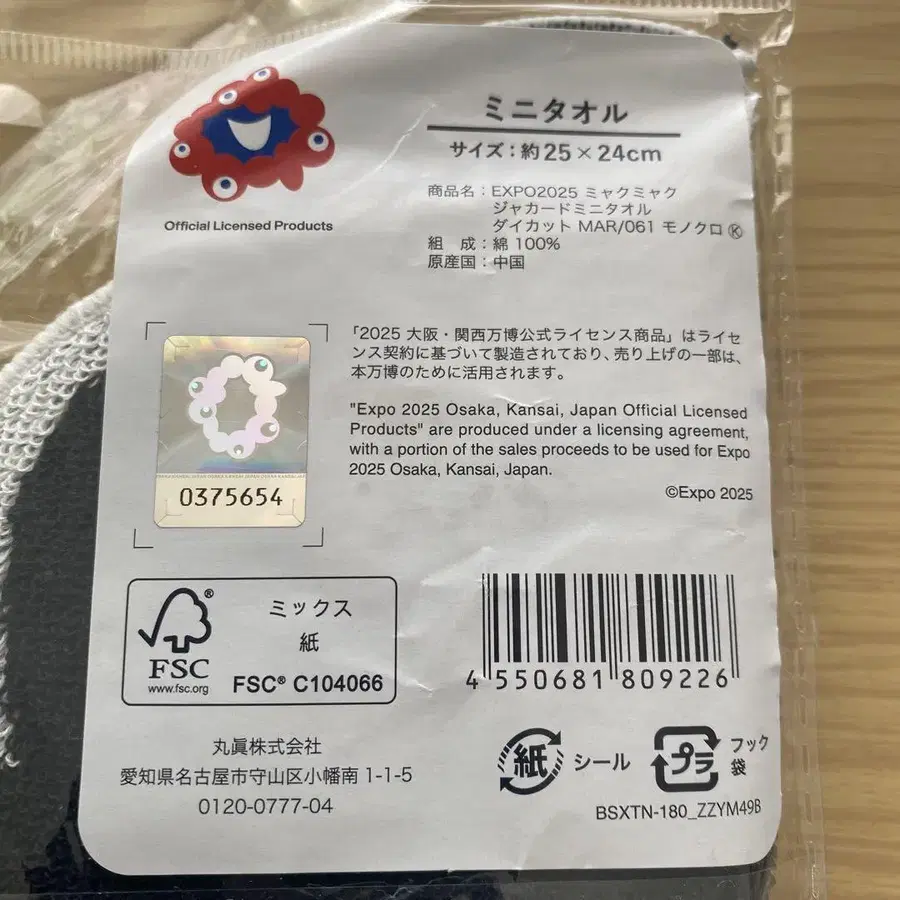 Official Licensed Products
ミニタオル
サイズ:約25×24cm
商品名:EXPO2025 ミャクミャク
ジャカードミニタオル
ダイカット MAR/061 モノクロ Ⓚ
組 成:綿 100%
原産国:中国
「2025 大阪・関西万博公式ライセンス商品」はライセ
ンス契約に基づいて製造されており、売り上げの一部は、
本万博のために活用されます。
"Expo 2025 Osaka, Kansai, Japan Official Licensed
Products" are produced under a licensing agreement,
with a portion of the sales proceeds to be used for Expo
2025 Osaka, Kansai, Japan.
©Expo 2025
0375654
FSC®
www.fsc.org
ミックス
紙
FSC® C104066
4 550681 809226
丸眞株式会社
愛知県名古屋市守山区小幡南 1-1-5
0120-0777-04
紙 シール
プラ フック
袋
BSXTN-180_ZZYM49B